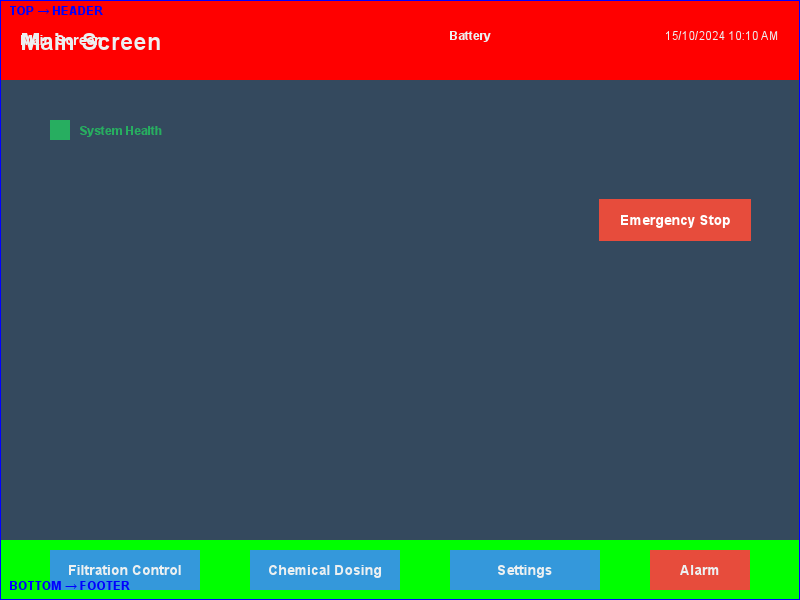 TOP → HEADER
Main Screen
Main Screen
Battery
15/10/2024 10:10 AM
System Health
Emergency Stop
Filtration Control
Chemical Dosing
Settings
Alarm
BOTTOM → FOOTER